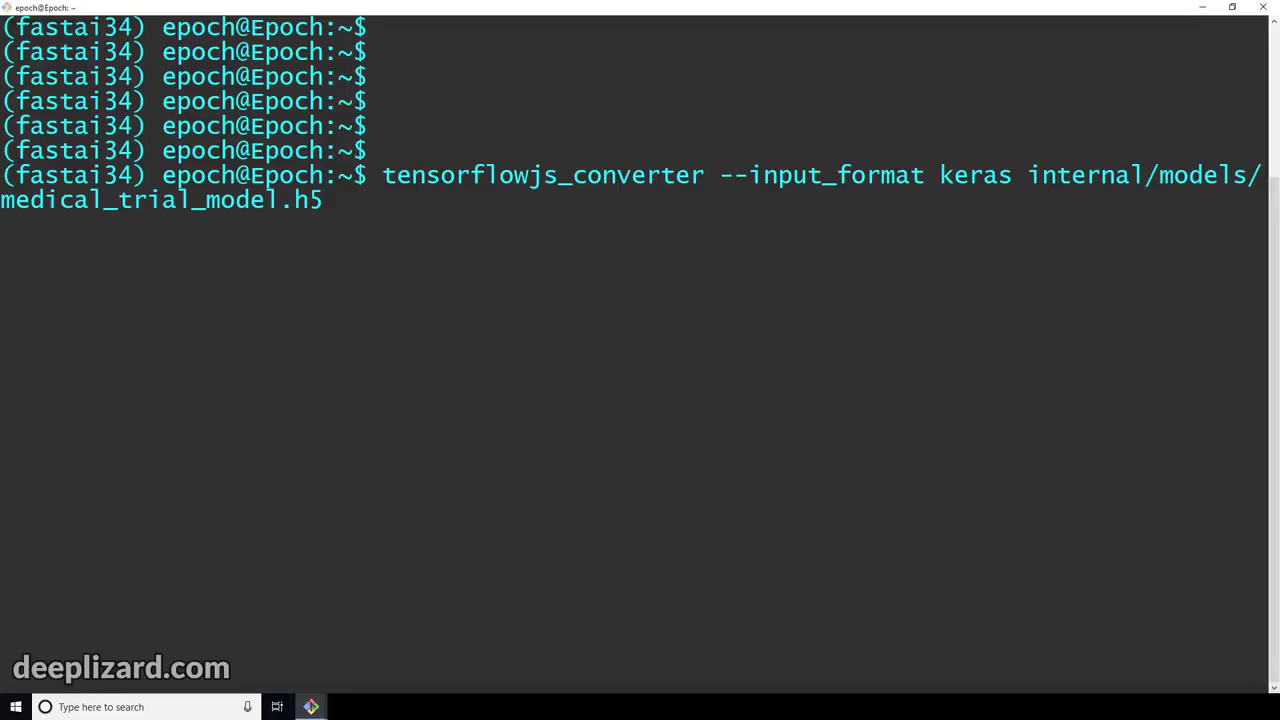 epoch@Epoch: ~
(fastai34) epoch@Epoch:~$
(fastai34) epoch@Epoch:~$
(fastai34) epoch@Epoch:~$
(fastai34) epoch@Epoch:~$
(fastai34) epoch@Epoch:~$
(fastai34) epoch@Epoch:~$
(fastai34) epoch@Epoch:~$ tensorflowjs_converter --input_format keras internal/models/
medical_trial_model.h5
deeplizard.com
Type here to search